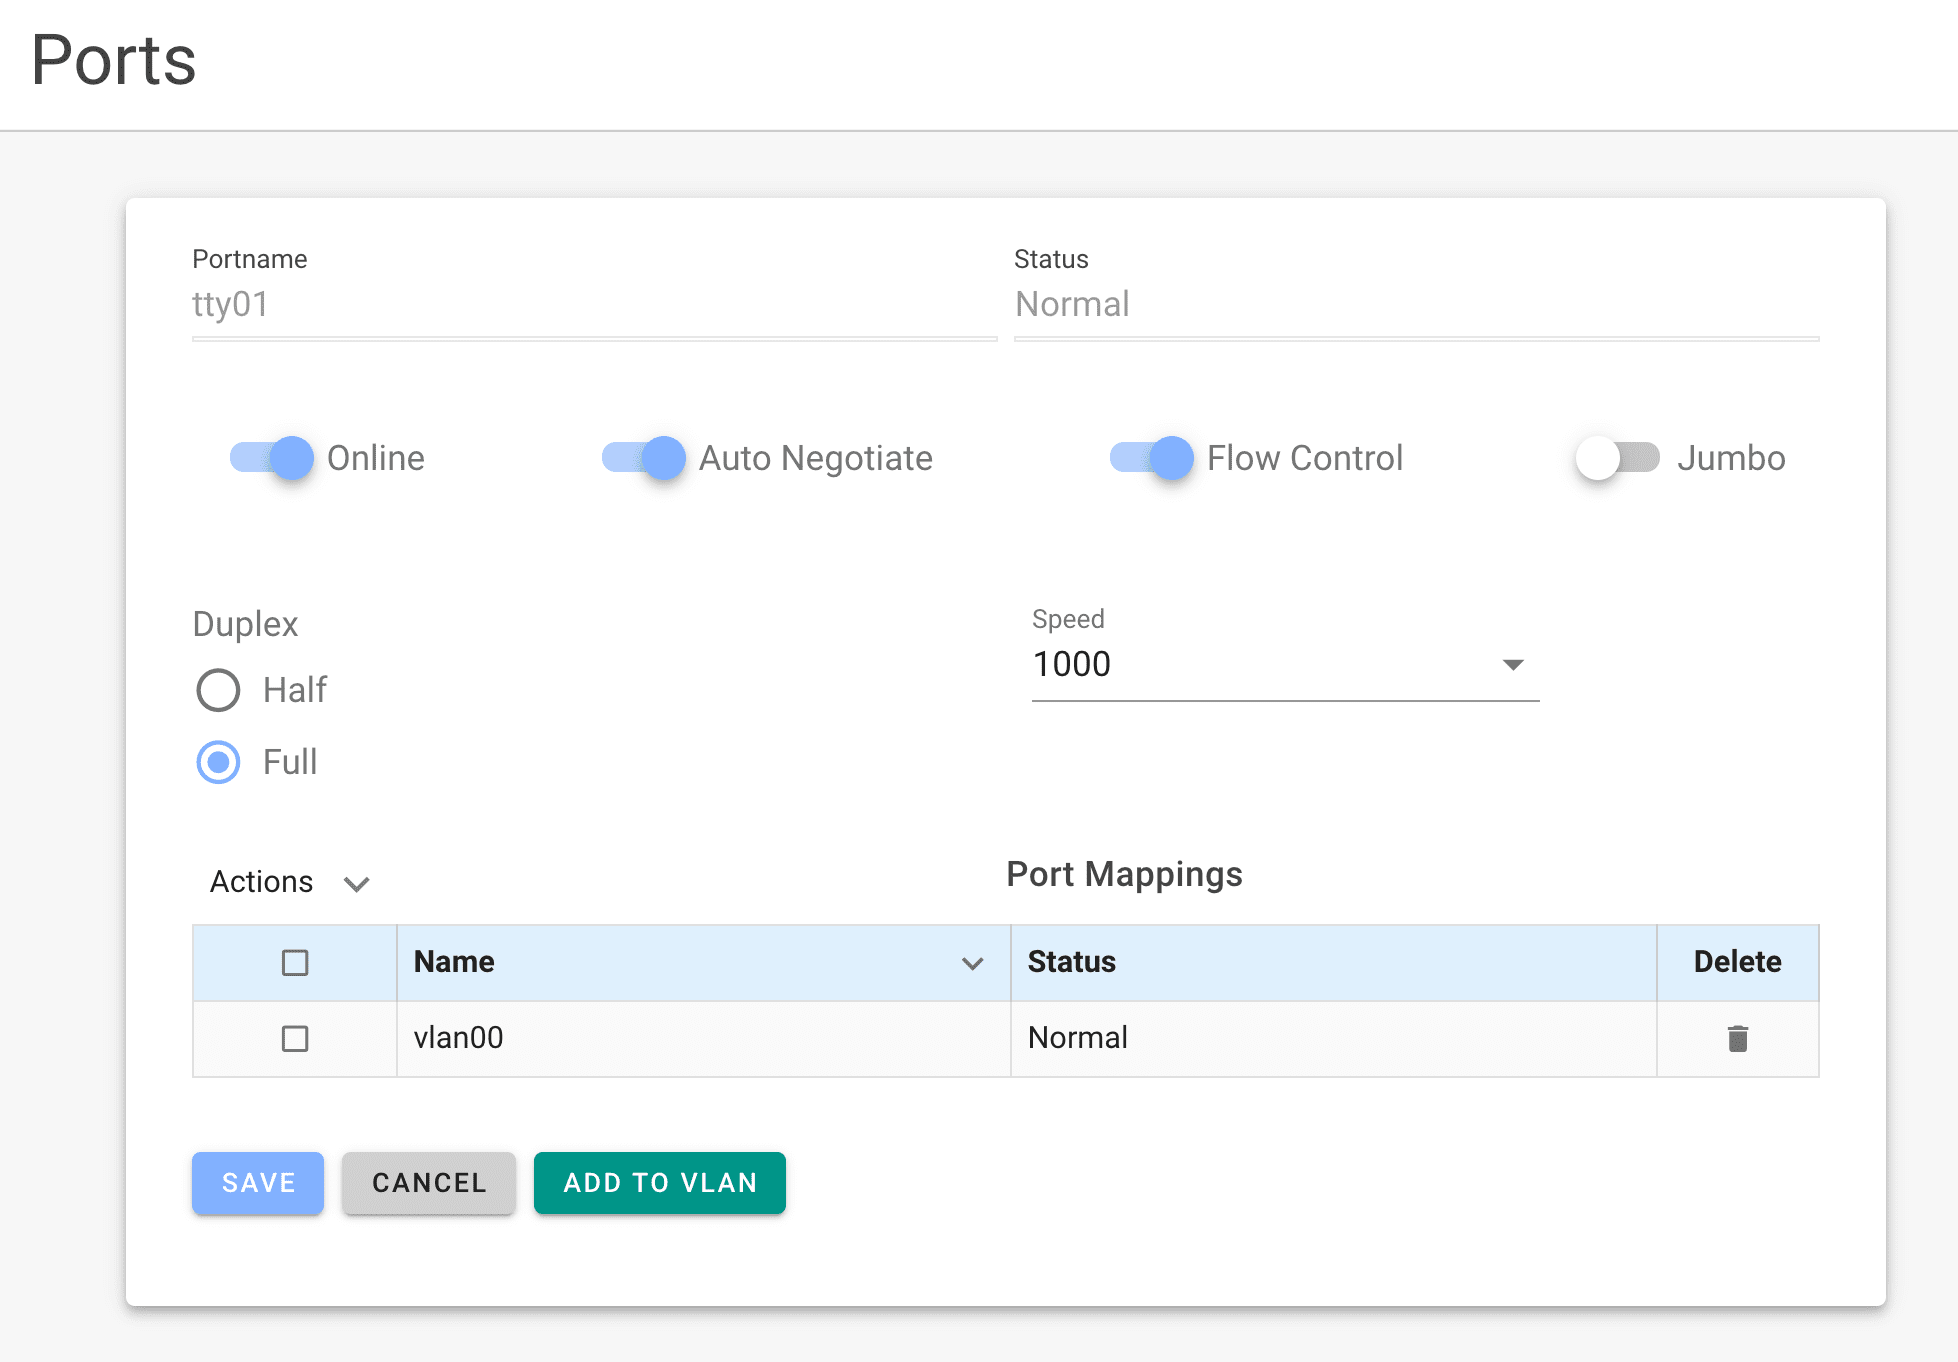 Ports
Portname
Status
tty01
Normal
Online
Auto Negotiate
Flow Control
Jumbo
Duplex
Half
Full
Speed
1000
Actions
Port Mappings
Name
Status
Delete
vlan00
Normal
SAVE
CANCEL
ADD TO VLAN